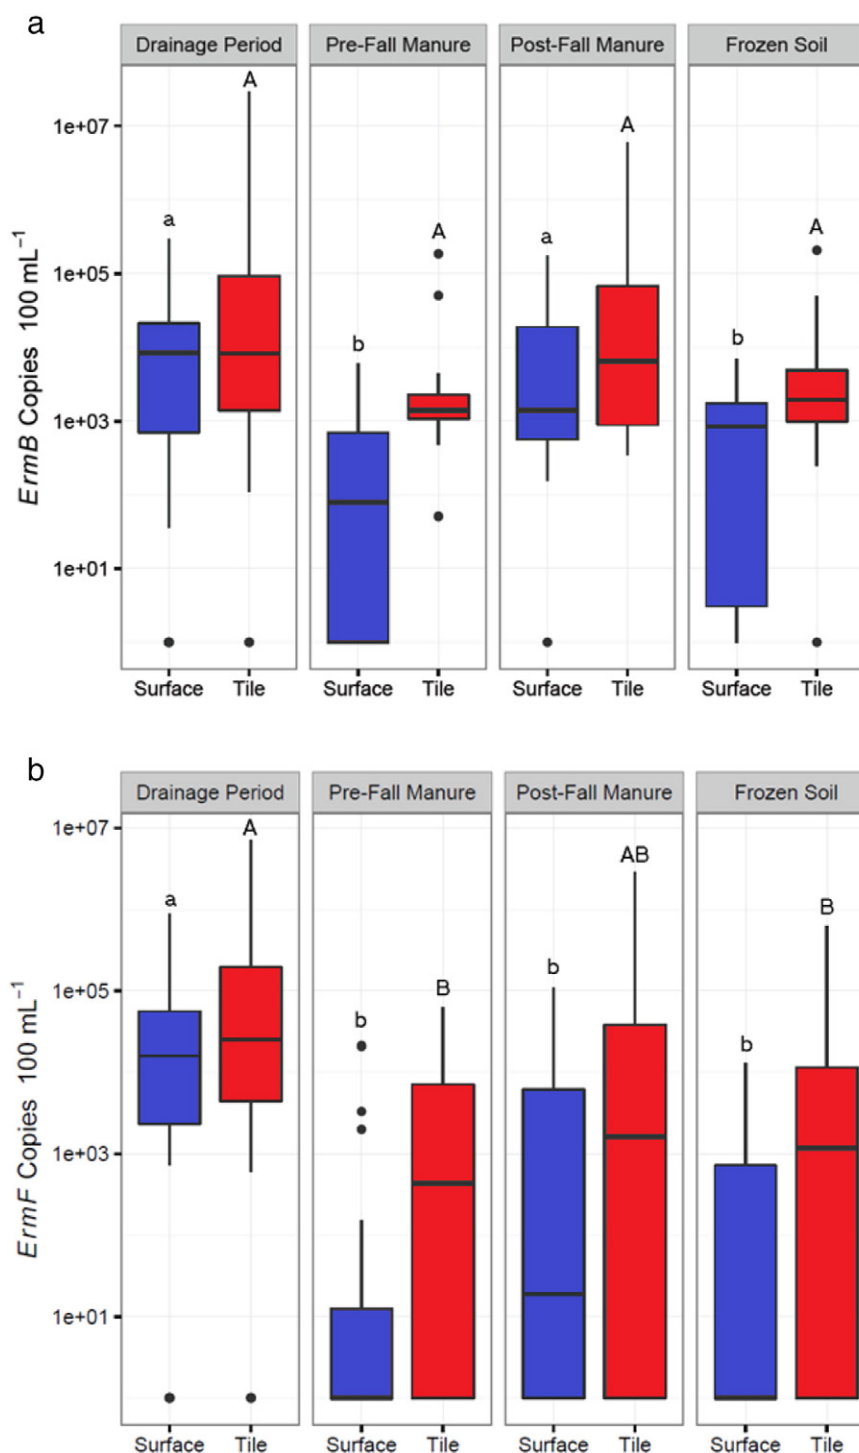 a
Drainage Period Pre-Fall Manure Post-Fall Manure Frozen Soil
ErmB Copies 100 mL⁻¹
1e+07
1e+05
1e+03
1e+01
a A b A a A b A
Surface Tile Surface Tile Surface Tile Surface Tile
b
Drainage Period Pre-Fall Manure Post-Fall Manure Frozen Soil
ErmF Copies 100 mL⁻¹
1e+07
1e+05
1e+03
1e+01
a A b B b AB b B
Surface Tile Surface Tile Surface Tile Surface Tile